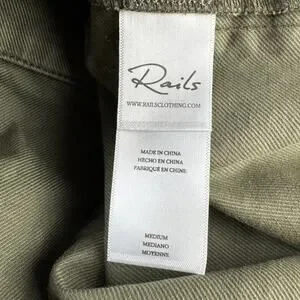 Rails
WWW.RAILSCLOTHING.COM
MADE IN CHINA
HECHO EN CHINA
FABRIQUÉ EN CHINE
MEDIUM
MEDIANO
MOYENNE